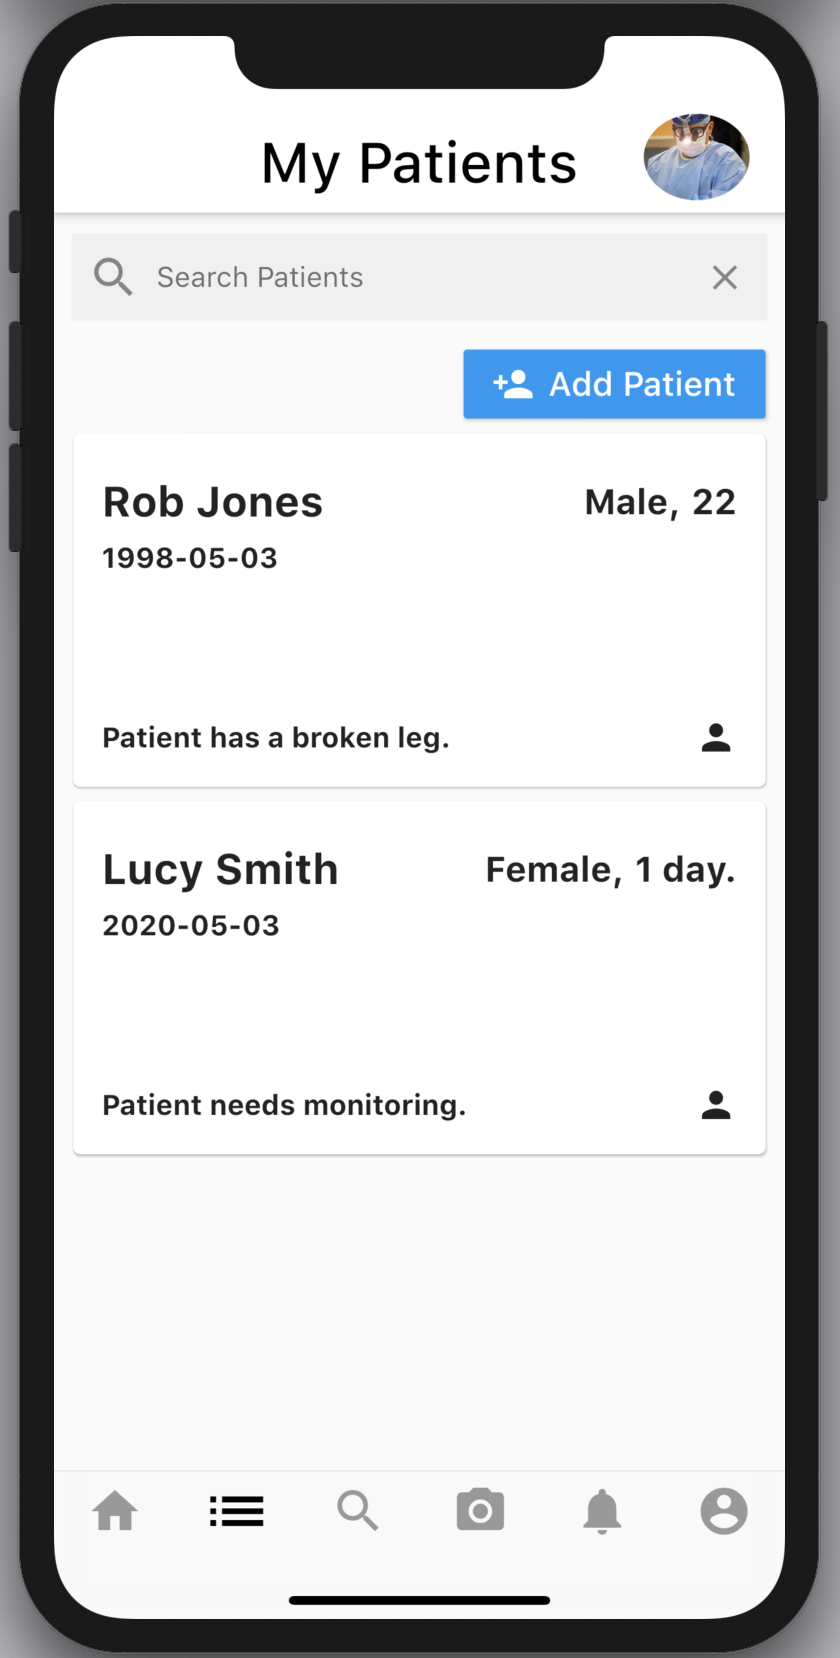 My Patients
Search Patients
Add Patient
Rob Jones
Male, 22
1998-05-03
Patient has a broken leg.
Lucy Smith
Female, 1 day.
2020-05-03
Patient needs monitoring.